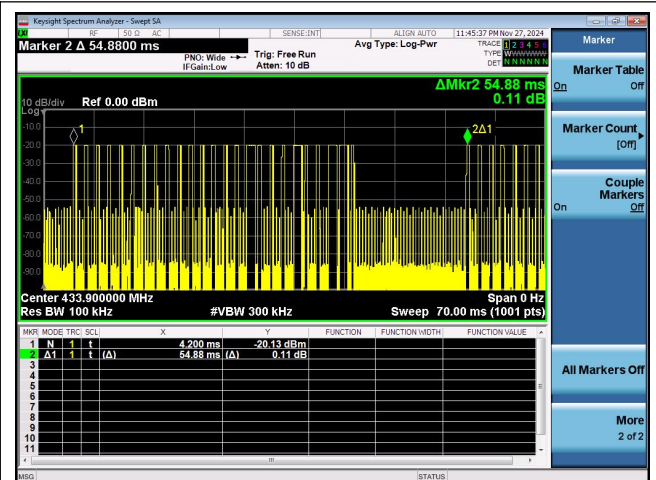 Keysight Spectrum Analyzer - Swept SA
LXI RF 50 Ω AC SENSE:INT ALIGN AUTO 11:45:37 PM Nov 27, 2024
Marker 2 Δ 54.8800 ms
PNO: Wide
IFGain:Low
Trig: Free Run
Atten: 10 dB
Avg Type: Log-Pwr
TRACE 1 2 3 4 5 6
TYPE WWWWWW
DET N N N N N N
ΔMkr2 54.88 ms
0.11 dB
10 dB/div Ref 0.00 dBm
Log
-10.0
-20.0
-30.0
-40.0
-50.0
-60.0
-70.0
-80.0
-90.0
1
2Δ1
Center 433.900000 MHz Span 0 Hz
Res BW 100 kHz #VBW 300 kHz Sweep 70.00 ms (1001 pts)
MKR MODE TRC SCL X Y FUNCTION FUNCTION WIDTH FUNCTION VALUE
1 N 1 t 4.200 ms -20.13 dBm
2 Δ1 1 t (Δ) 54.88 ms (Δ) 0.11 dB
3
4
5
6
7
8
9
10
11
MSG STATUS
Marker
Marker Table
On Off
Marker Count
[Off]
Couple
Markers
On Off
All Markers Off
More
2 of 2